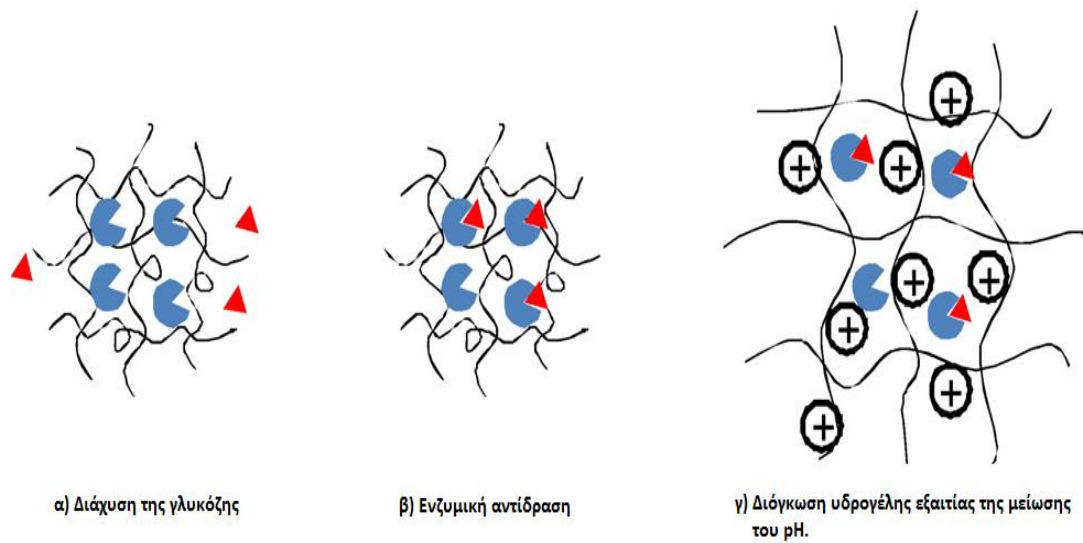 α) Διάχυση της γλυκόζης
β) Ενζυμική αντίδραση
γ) Διόγκωση υδρογέλης εξαιτίας της μείωσης
του pH.